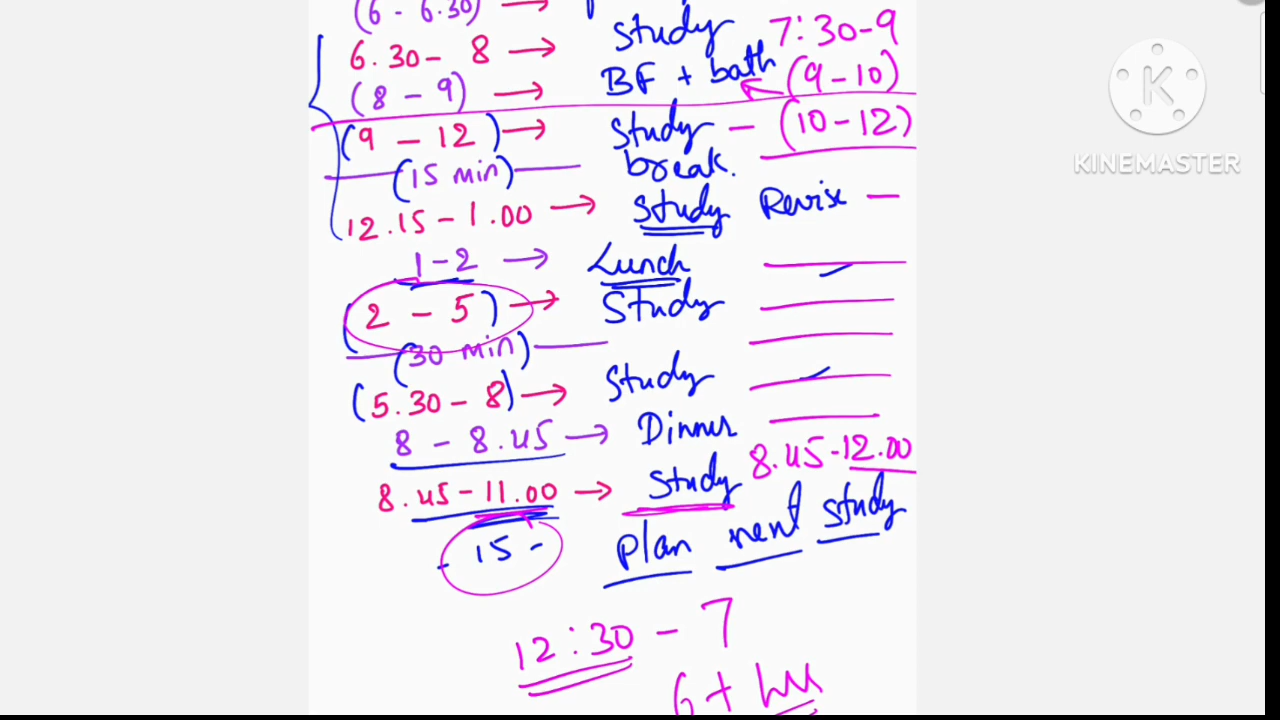 (6 - 6.30) →
6.30 - 8 → study 7:30-9
(8 - 9) → BF + bath (9-10)
(9 - 12) → study - (10-12)
(15 min) break.
12.15 - 1.00 → study Revise -
1-2 → Lunch
(2 - 5) → Study
(30 min)
(5.30 - 8) → Study
8 - 8.45 → Dinner
8.45 - 11.00 → study 8.45-12.00
- 15 - plan next study
12:30 - 7
6+ hrs
K
KINEMASTER